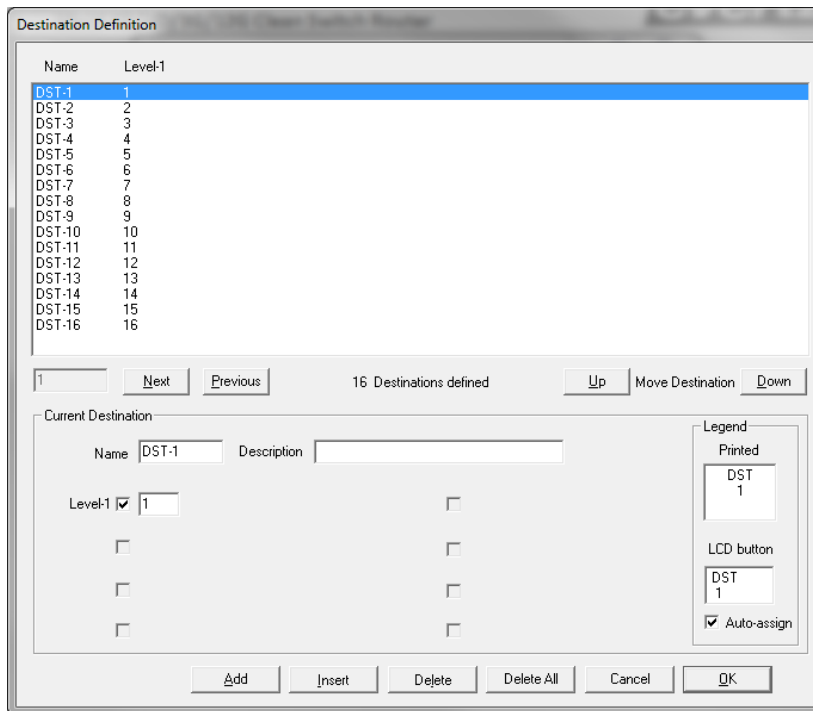 Destination Definition
Name Level-1
DST-1 1
DST-2 2
DST-3 3
DST-4 4
DST-5 5
DST-6 6
DST-7 7
DST-8 8
DST-9 9
DST-10 10
DST-11 11
DST-12 12
DST-13 13
DST-14 14
DST-15 15
DST-16 16
1 Next Previous 16 Destinations defined Up Move Destination Down
Current Destination
Name DST-1 Description
Level-1 1
Legend
Printed
DST
1
LCD button
DST
1
Auto-assign
Add Insert Delete Delete All Cancel OK